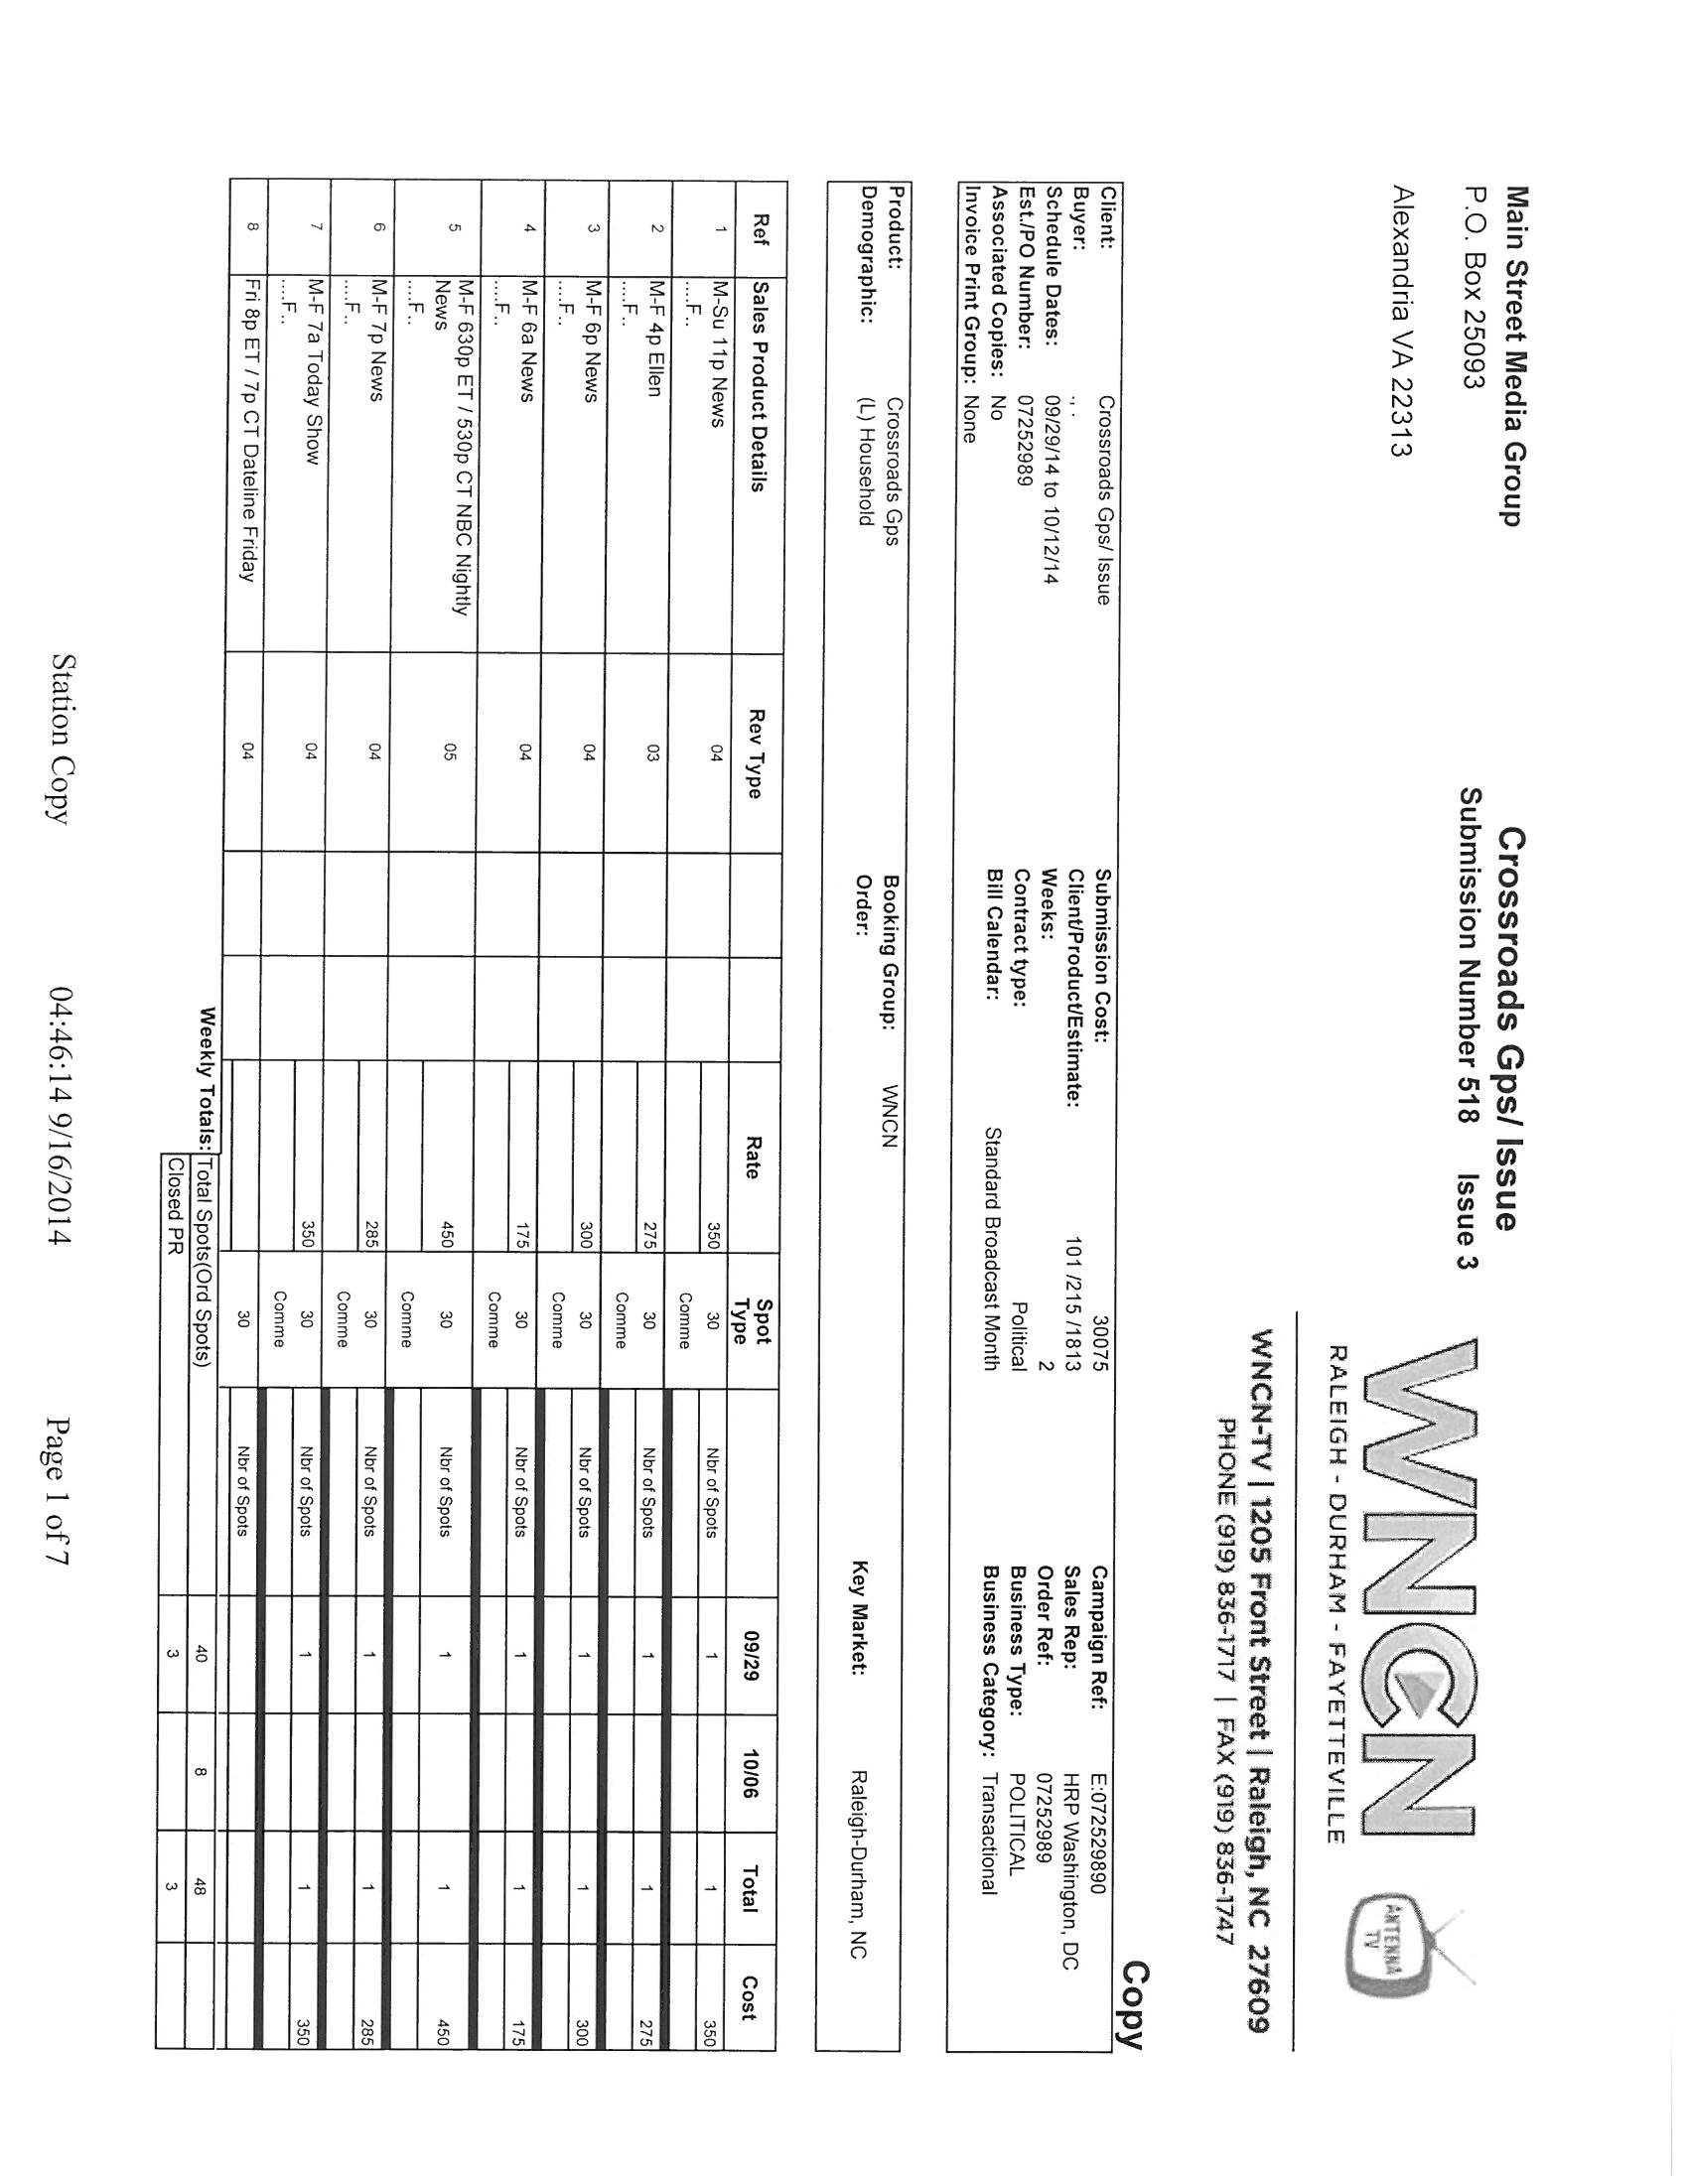 Main Street Media Group
P.O. Box 25093
Alexandria VA 22313
Crossroads Gps/ Issue
Submission Number 518 Issue 3
WNCN
RALEIGH - DURHAM - FAYETTEVILLE
ANTENNA
TV
WNCN-TV | 1205 Front Street | Raleigh, NC 27609
PHONE (919) 836-1717 | FAX (919) 836-1747
Copy
Client: Crossroads Gps/ Issue Submission Cost: 30075 Campaign Ref: E:072529890
Buyer: , . Client/Product/Estimate: 101 /215 /1813 Sales Rep: HRP Washington, DC
Schedule Dates: 09/29/14 to 10/12/14 Weeks: 2 Order Ref: 07252989
Est./PO Number: 07252989 Contract type: Political Business Type: POLITICAL
Associated Copies: No Bill Calendar: Standard Broadcast Month Business Category: Transactional
Invoice Print Group: None
Product: Crossroads Gps Booking Group: WNCN
Demographic: (L) Household Order: Key Market: Raleigh-Durham, NC
Ref Sales Product Details Rev Type Rate Spot Type 09/29 10/06 Total Cost
1 M-Su 11p News 04 350 30 Nbr of Spots 1 1 350
....F.. Comme
2 M-F 4p Ellen 03 275 30 Nbr of Spots 1 1 275
....F.. Comme
3 M-F 6p News 04 300 30 Nbr of Spots 1 1 300
....F.. Comme
4 M-F 6a News 04 175 30 Nbr of Spots 1 1 175
....F.. Comme
5 M-F 630p ET / 530p CT NBC Nightly 05 450 30 Nbr of Spots 1 1 450
News
....F.. Comme
6 M-F 7p News 04 285 30 Nbr of Spots 1 1 285
....F.. Comme
7 M-F 7a Today Show 04 350 30 Nbr of Spots 1 1 350
....F.. Comme
8 Fri 8p ET / 7p CT Dateline Friday 04 30 Nbr of Spots
Weekly Totals: Total Spots(Ord Spots) 40 8 48
Closed PR 3 3
Station Copy 04:46:14 9/16/2014 Page 1 of 7